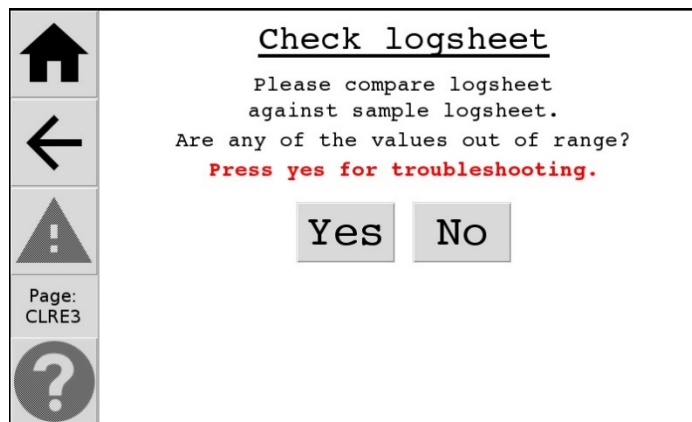 Check logsheet
Please compare logsheet
against sample logsheet.
Are any of the values out of range?
Press yes for troubleshooting.
Yes No
Page:
CLRE3